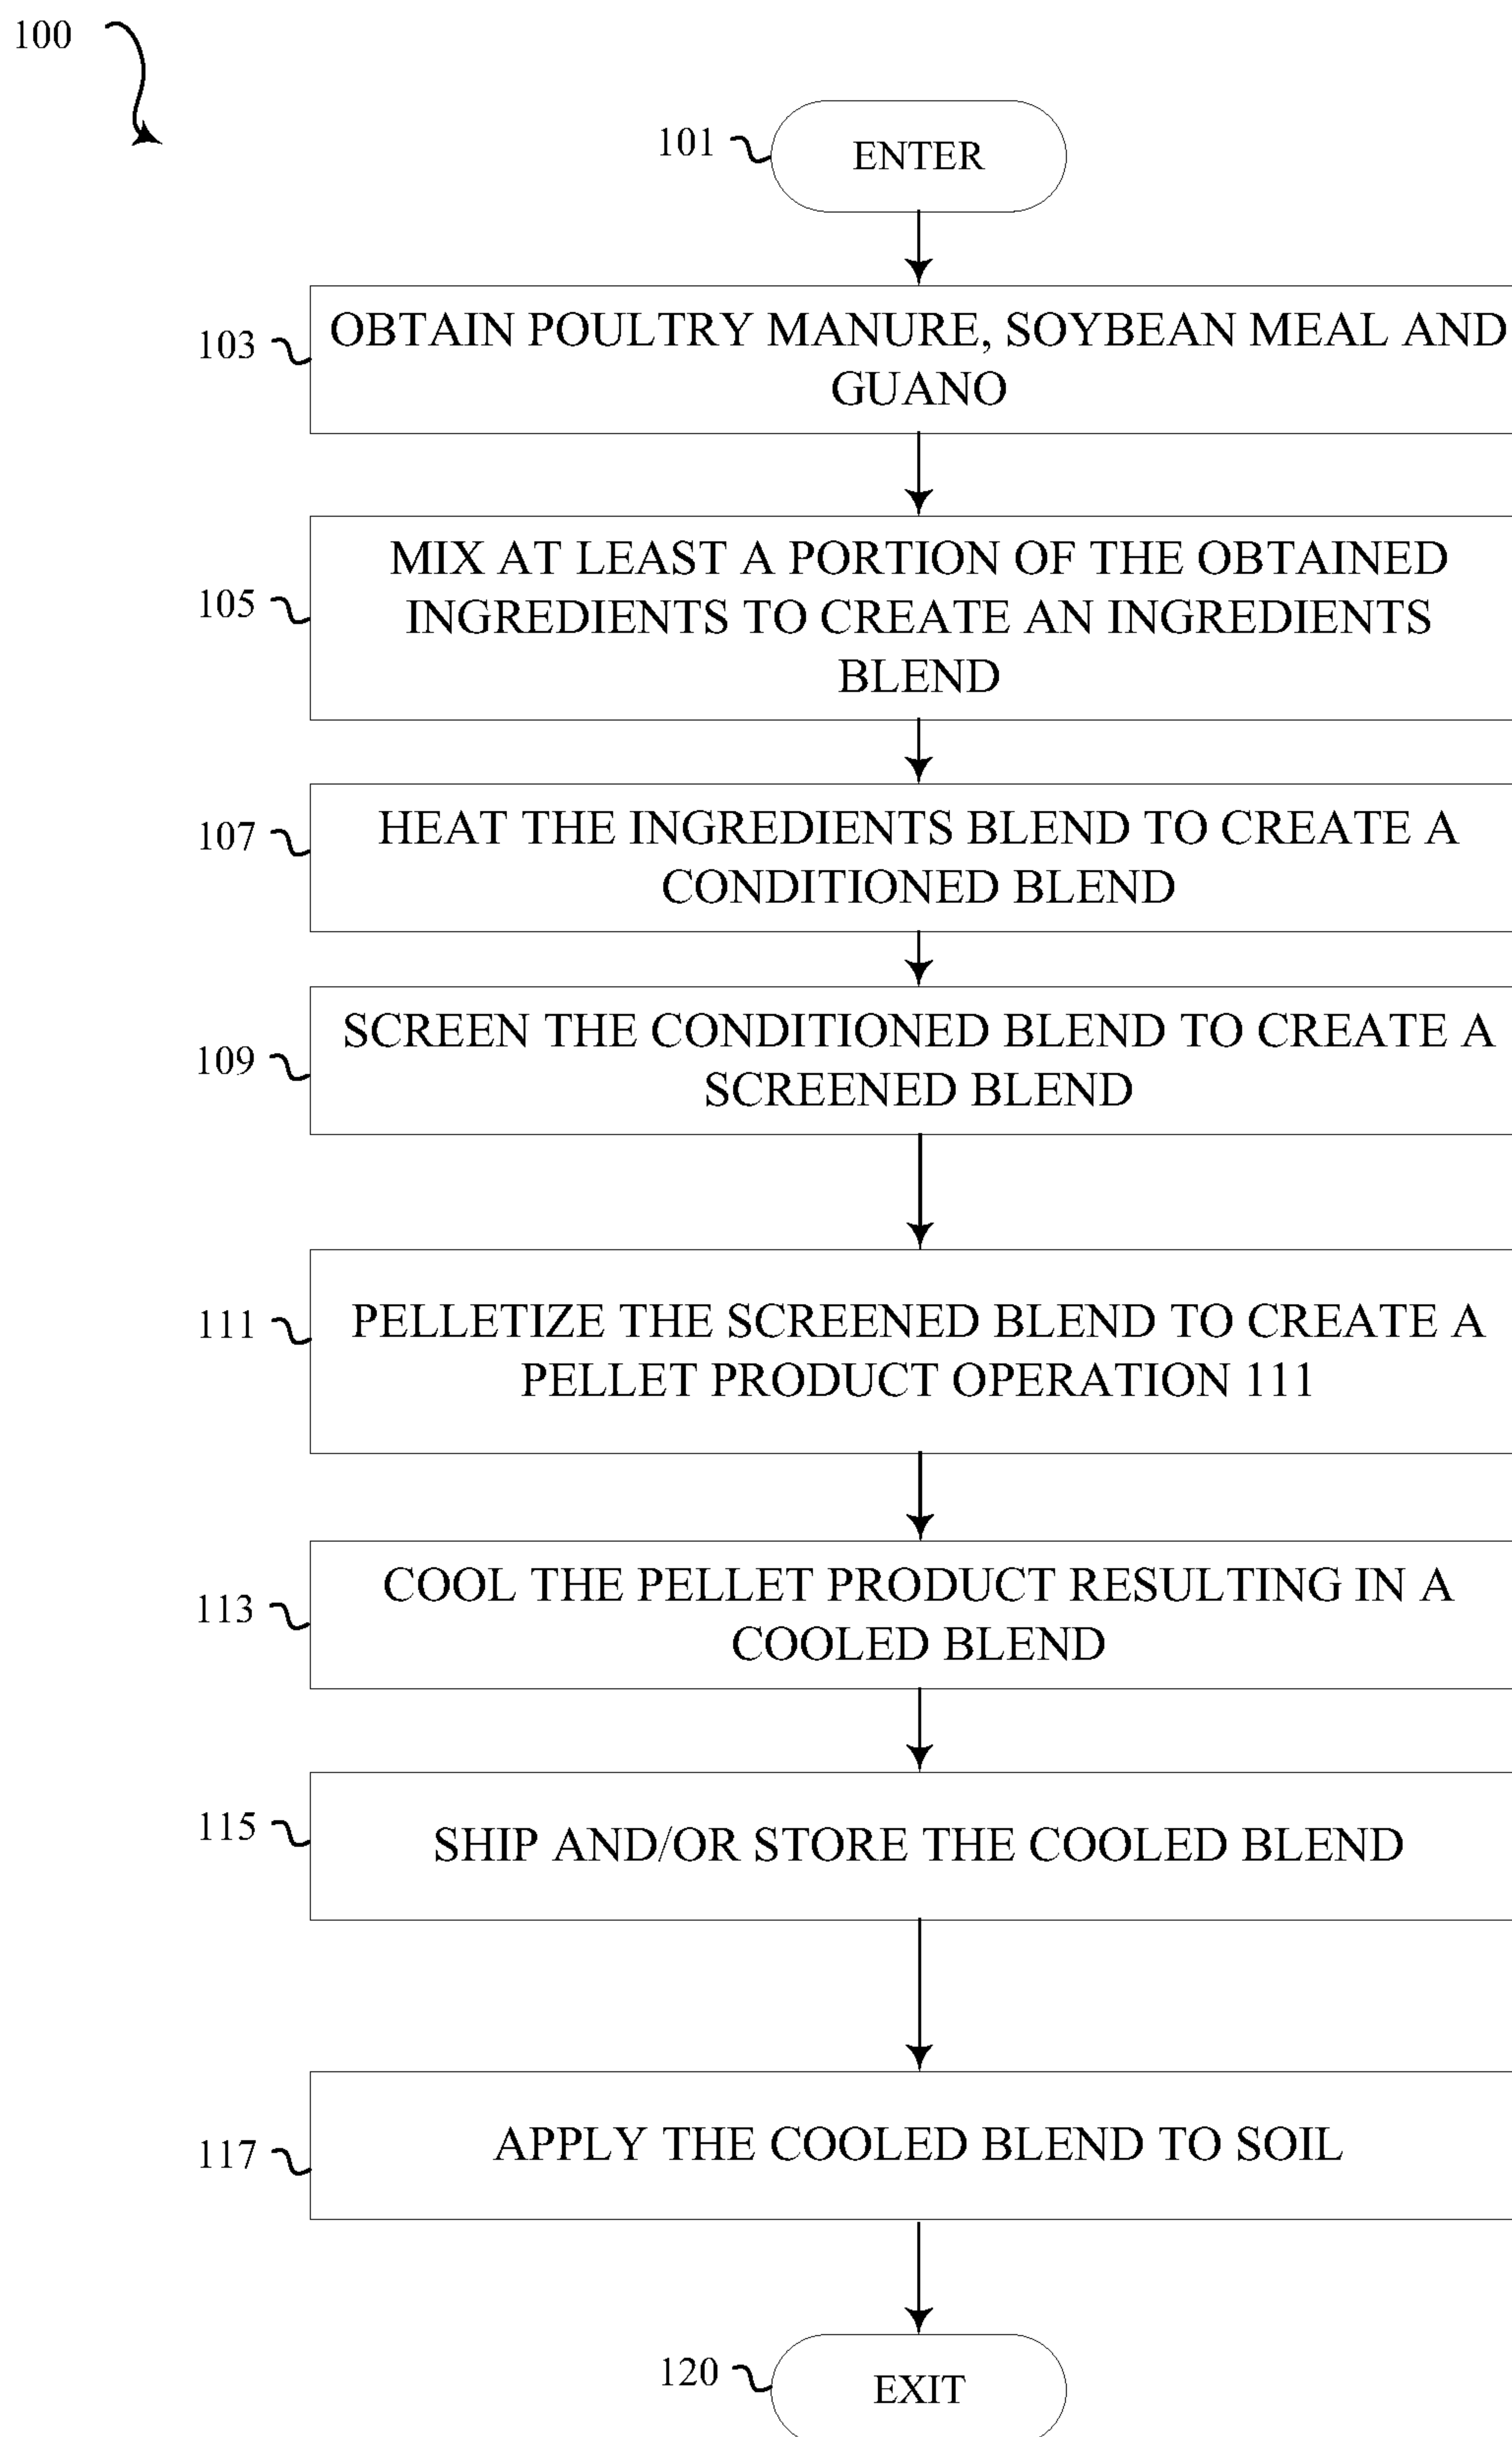 100
101 ENTER
103 OBTAIN POULTRY MANURE, SOYBEAN MEAL AND
GUANO
MIX AT LEAST A PORTION OF THE OBTAINED
105 INGREDIENTS TO CREATE AN INGREDIENTS
BLEND
107 HEAT THE INGREDIENTS BLEND TO CREATE A
CONDITIONED BLEND
109 SCREEN THE CONDITIONED BLEND TO CREATE A
SCREENED BLEND
111 PELLETIZE THE SCREENED BLEND TO CREATE A
PELLET PRODUCT OPERATION 111
113 COOL THE PELLET PRODUCT RESULTING IN A
COOLED BLEND
115 SHIP AND/OR STORE THE COOLED BLEND
117 APPLY THE COOLED BLEND TO SOIL
120 EXIT